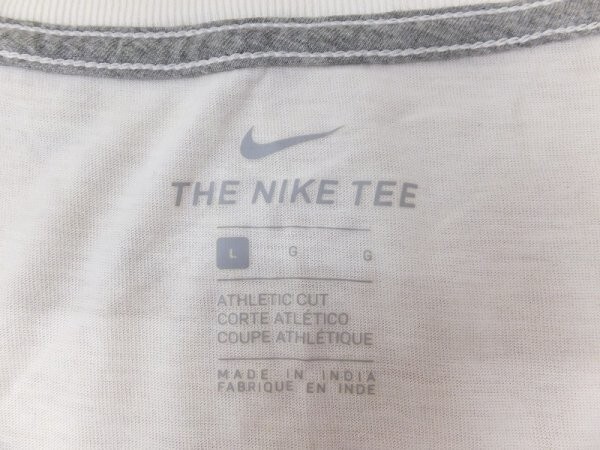 THE NIKE TEE
L G G
ATHLETIC CUT
CORTE ATLÉTICO
COUPE ATHLÉTIQUE
MADE IN INDIA
FABRIQUE EN INDE